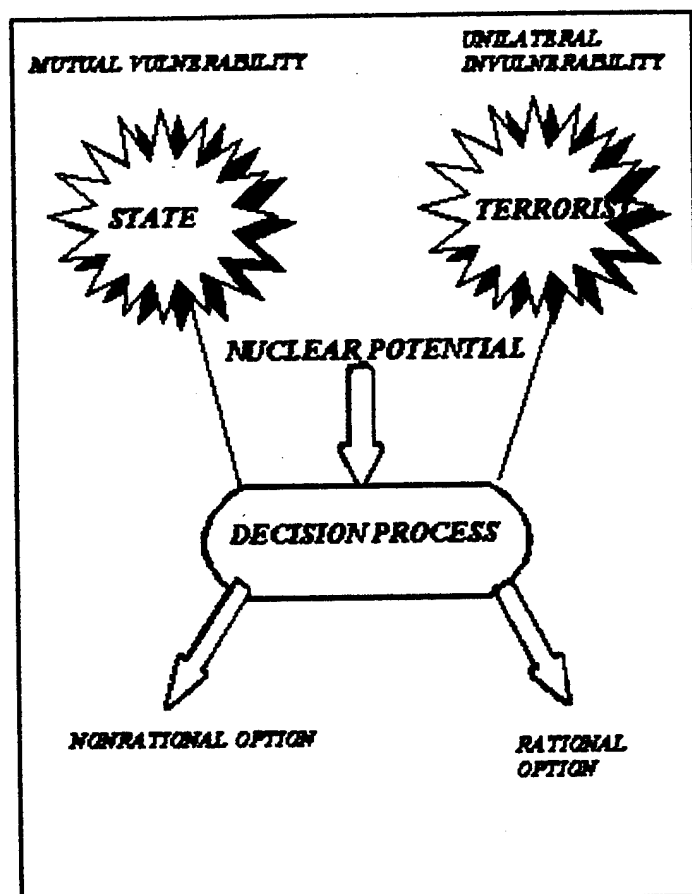 MUTUAL VULNERABILITY
UNILATERAL
INVULNERABILITY
STATE
TERRORIST
NUCLEAR POTENTIAL
DECISION PROCESS
NONRATIONAL OPTION
RATIONAL
OPTION